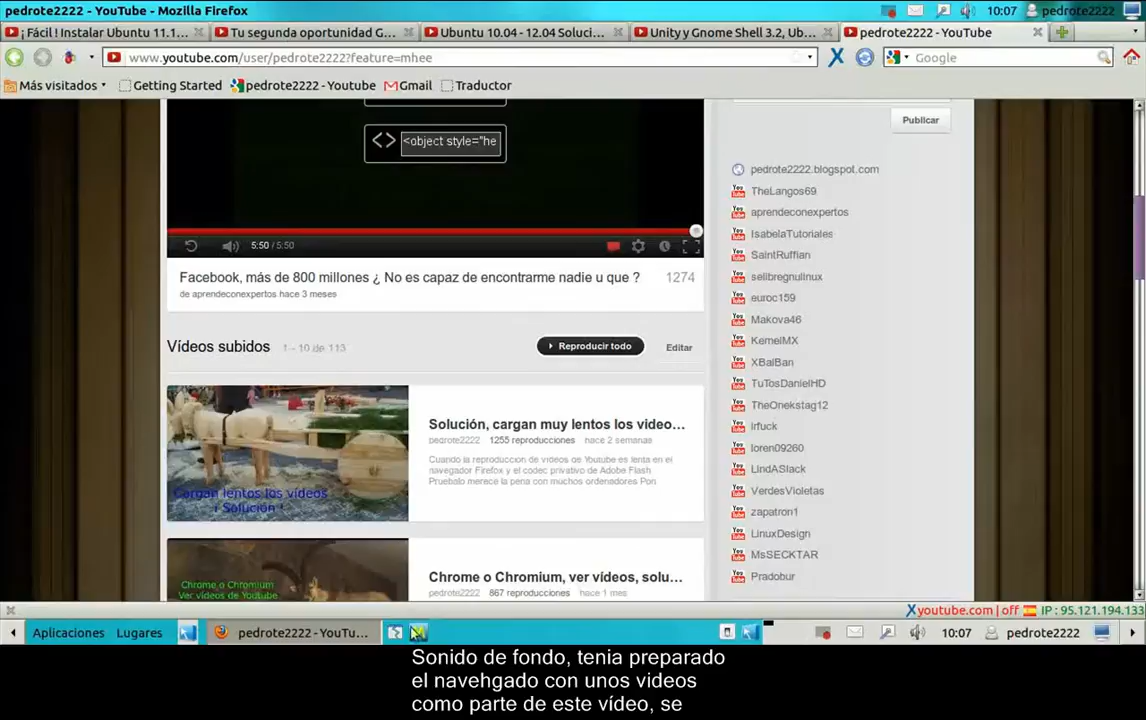 pedrote2222 - YouTube - Mozilla Firefox
10:07 pedrote2222
¡ Fácil ! Instalar Ubuntu 11.1...
Tu segunda oportunidad G...
Ubuntu 10.04 - 12.04 Soluci...
Unity y Gnome Shell 3.2, Ub...
pedrote2222 - YouTube
www.youtube.com/user/pedrote2222?feature=mhee
Google
Más visitados
Getting Started
pedrote2222 - YouTube
Gmail
Traductor
<object style="he
5:50 / 5:50
Facebook, más de 800 millones ¿ No es capaz de encontrarme nadie u que ?
1274
de aprendeconexpertos hace 3 meses
Vídeos subidos
1 - 10 de 113
Reproducir todo
Editar
Cargan lentos los vídeos
¡ Solución !
Solución, cargan muy lentos los video...
pedrote2222 1255 reproducciones hace 2 semanas
Cuando la reproduccion de vídeos de Youtube es lenta en el
navegador Firefox y el codec privativo de Adobe Flash
Pruebalo merece la pena con muchos ordenadores Pon
Chrome o Chromium
Ver vídeos de Youtube
Chrome o Chromium, ver vídeos, solu...
pedrote2222 867 reproducciones hace 1 mes
Publicar
pedrote2222.blogspot.com
TheLangos69
aprendeconexpertos
IsabelaTutoriales
SaintRuffian
selibregnulinux
euroc159
Makova46
KernelMX
XBalBan
TuTosDanielHD
TheOnekstag12
irfuck
loren09260
LindASlack
VerdesVioletas
zapatron1
LinuxDesign
MsSECKTAR
Pradobur
youtube.com | off IP : 95.121.194.133
Aplicaciones
Lugares
pedrote2222 - YouTu...
10:07
pedrote2222
Sonido de fondo, tenia preparado
el navehgado con unos videos
como parte de este vídeo, se